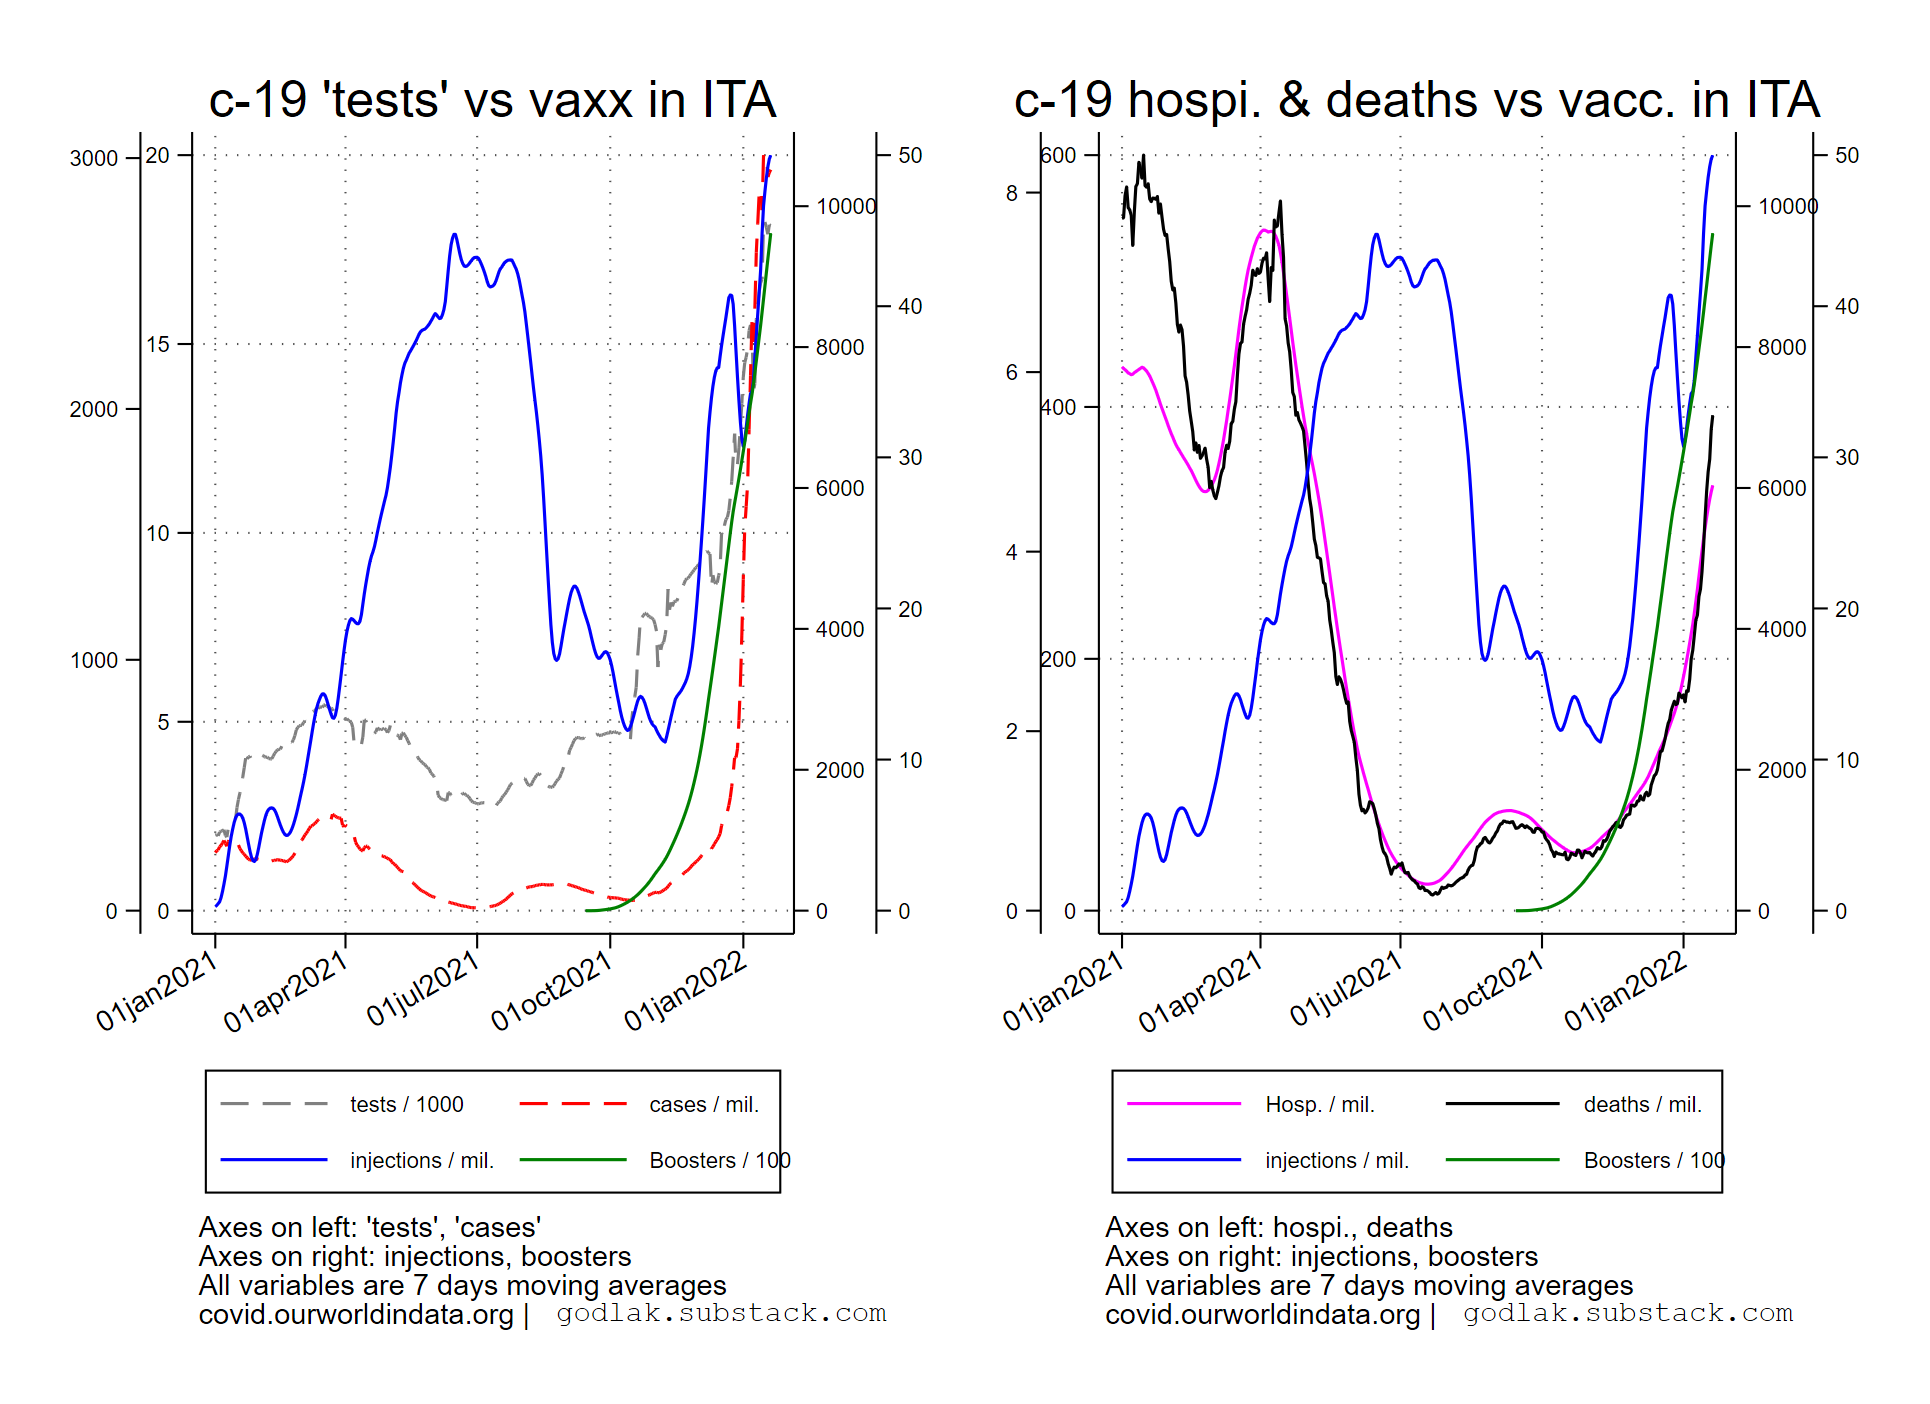 c-19 'tests' vs vaxx in ITA
3000
2000
1000
0
20
15
10
5
0
10000
8000
6000
4000
2000
0
50
40
30
20
10
0
01jan2021
01apr2021
01jul2021
01oct2021
01jan2022
tests / 1000
cases / mil.
injections / mil.
Boosters / 100
Axes on left: 'tests', 'cases'
Axes on right: injections, boosters
All variables are 7 days moving averages
covid.ourworldindata.org | godlak.substack.com
c-19 hospi. & deaths vs vacc. in ITA
8
6
4
2
0
600
400
200
0
10000
8000
6000
4000
2000
0
50
40
30
20
10
0
01jan2021
01apr2021
01jul2021
01oct2021
01jan2022
Hosp. / mil.
deaths / mil.
injections / mil.
Boosters / 100
Axes on left: hospi., deaths
Axes on right: injections, boosters
All variables are 7 days moving averages
covid.ourworldindata.org | godlak.substack.com